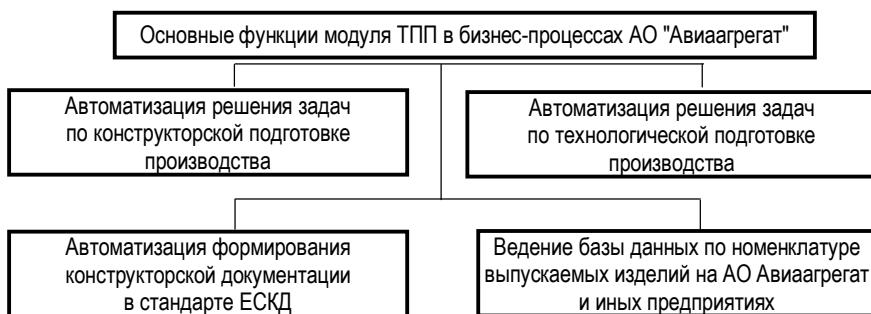 Основные функции модуля ТПП в бизнес-процессах АО "Авиаагрегат"
Автоматизация решения задач
по конструкторской подготовке
производства
Автоматизация решения задач
по технологической подготовке
производства
Автоматизация формирования
конструкторской документации
в стандарте ЕСКД
Ведение базы данных по номенклатуре
выпускаемых изделий на АО Авиаагрегат
и иных предприятиях